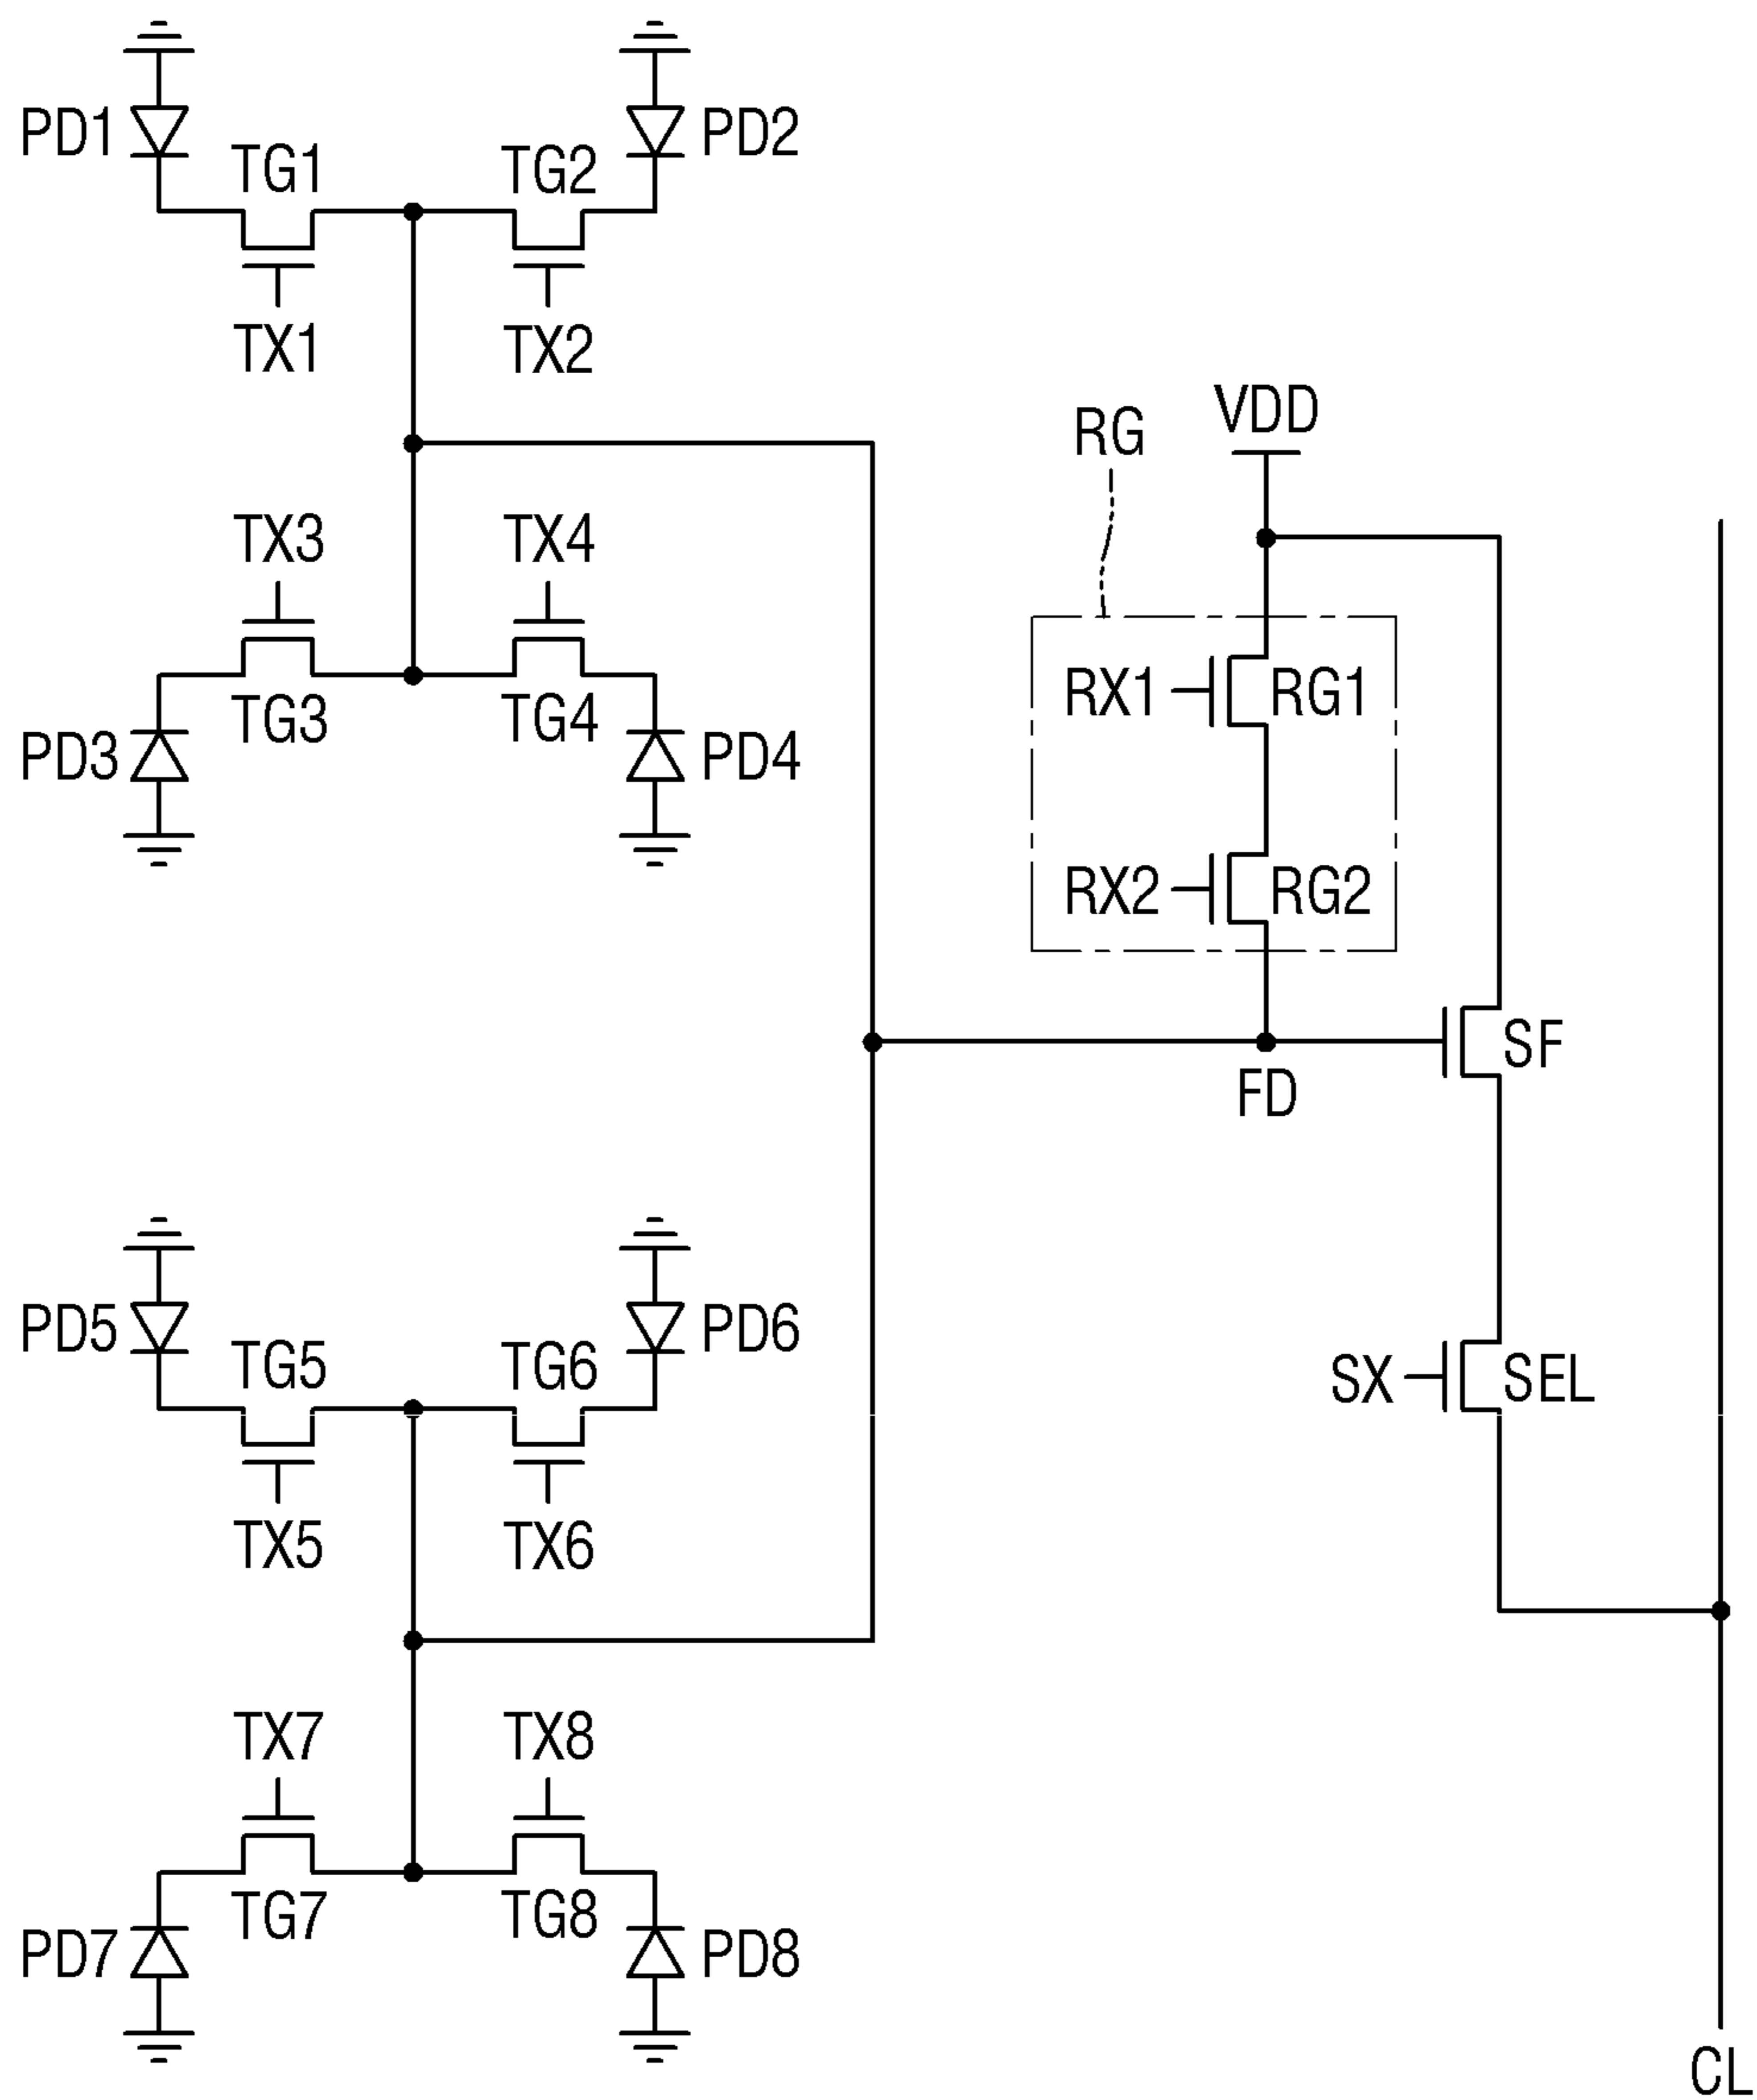 PD1
TG1
TG2
PD2
TX1
TX2
RG
VDD
TX3
TX4
RX1
RG1
PD3
TG3
TG4
PD4
RX2
RG2
SF
FD
PD5
TG5
TG6
PD6
SX
SEL
TX5
TX6
TX7
TX8
PD7
TG7
TG8
PD8
CL